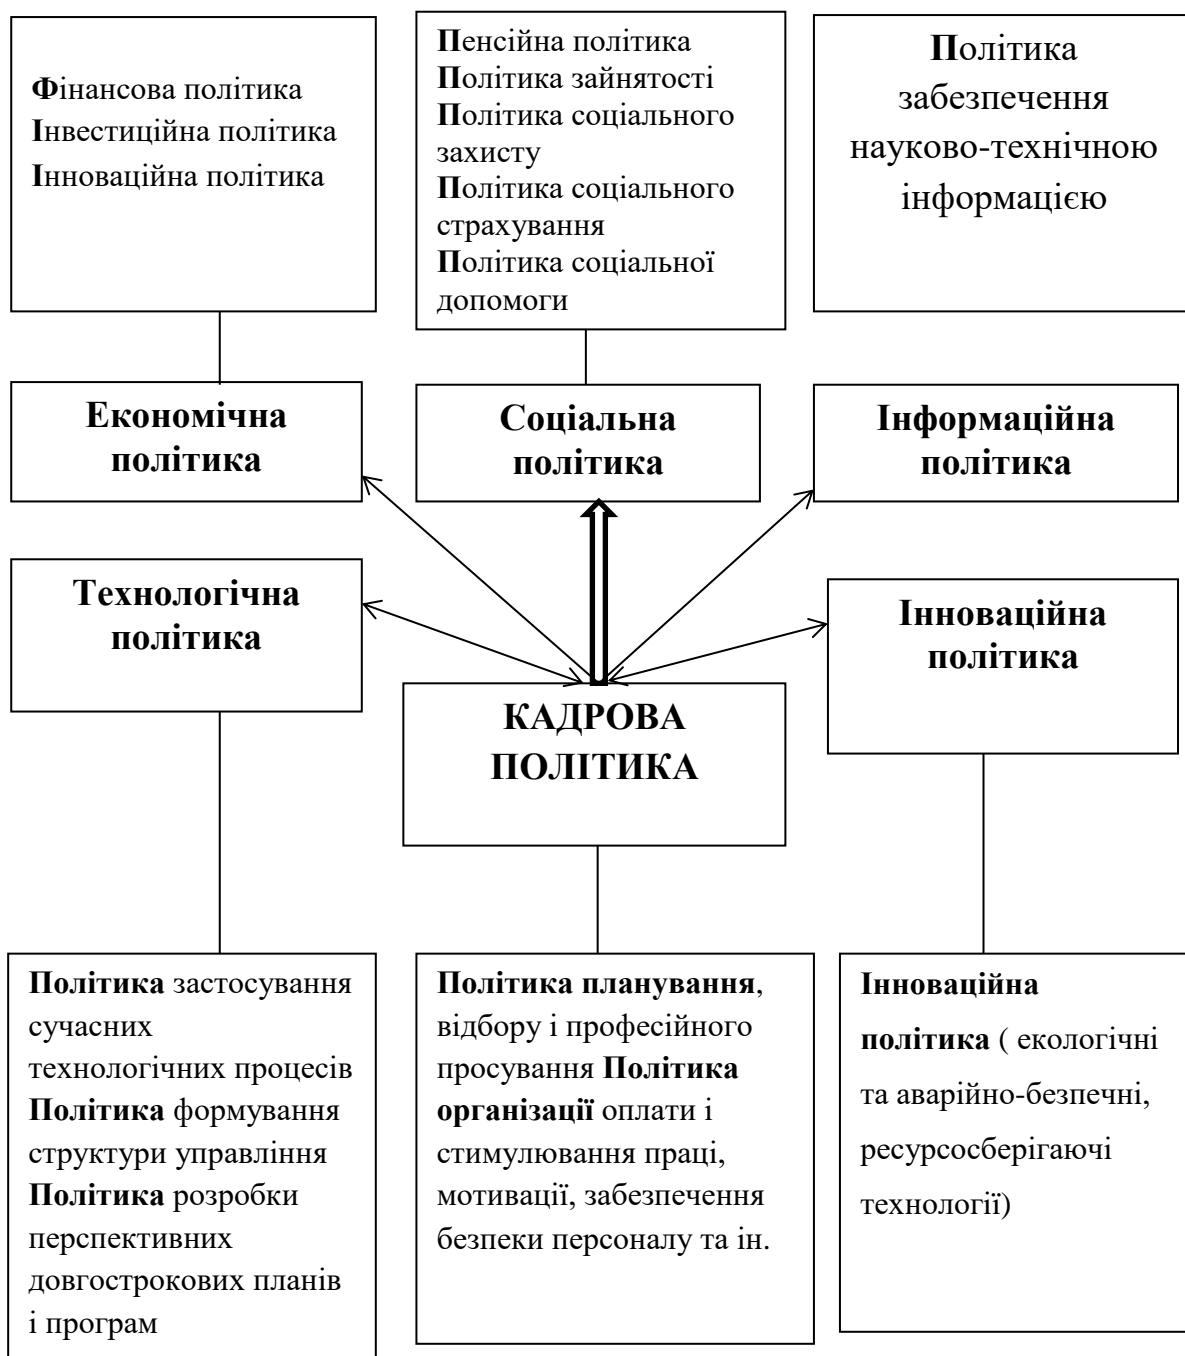 Фінансова політика
Інвестиційна політика
Інноваційна політика
Пенсійна політика
Політика зайнятості
Політика соціального
захисту
Політика соціального
страхування
Політика соціальної
допомоги
Політика
забезпечення
науково-технічною
інформацією
Економічна
політика
Соціальна
політика
Інформаційна
політика
Технологічна
політика
Інноваційна
політика
КАДРОВА
ПОЛІТИКА
Політика застосування
сучасних
технологічних процесів
Політика формування
структури управління
Політика розробки
перспективних
довгострокових планів
і програм
Політика планування,
відбору і професійного
просування Політика
організації оплати і
стимулювання праці,
мотивації, забезпечення
безпеки персоналу та ін.
Інноваційна
політика ( екологічні
та аварійно-безпечні,
ресурсосберігаючі
технології)